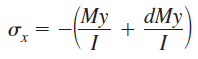 σₓ = −(My/I + dMy/I)